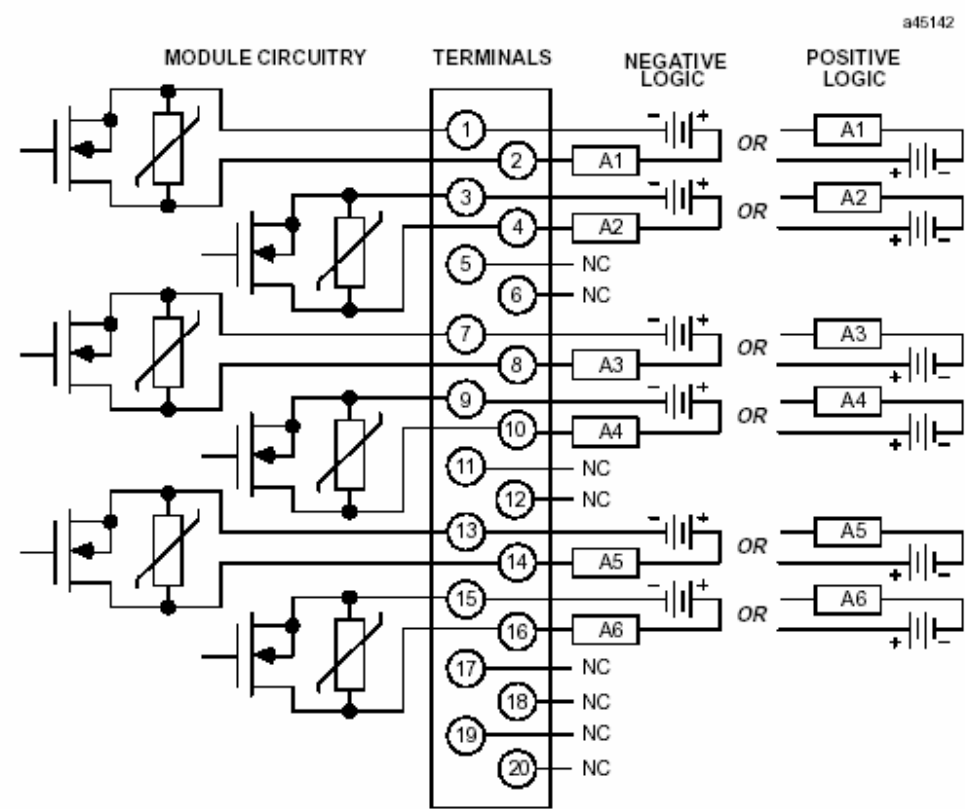 a45142
MODULE CIRCUITRY TERMINALS NEGATIVE LOGIC POSITIVE LOGIC
1 - + OR A1
2 A1 + -
3 - + OR A2
4 A2 + -
5 NC
6 NC
7 - + OR A3
8 A3 + -
9 - + OR A4
10 A4 + -
11 NC
12 NC
13 - + OR A5
14 A5 + -
15 - + OR A6
16 A6 + -
17 NC
18 NC
19 NC
20 NC